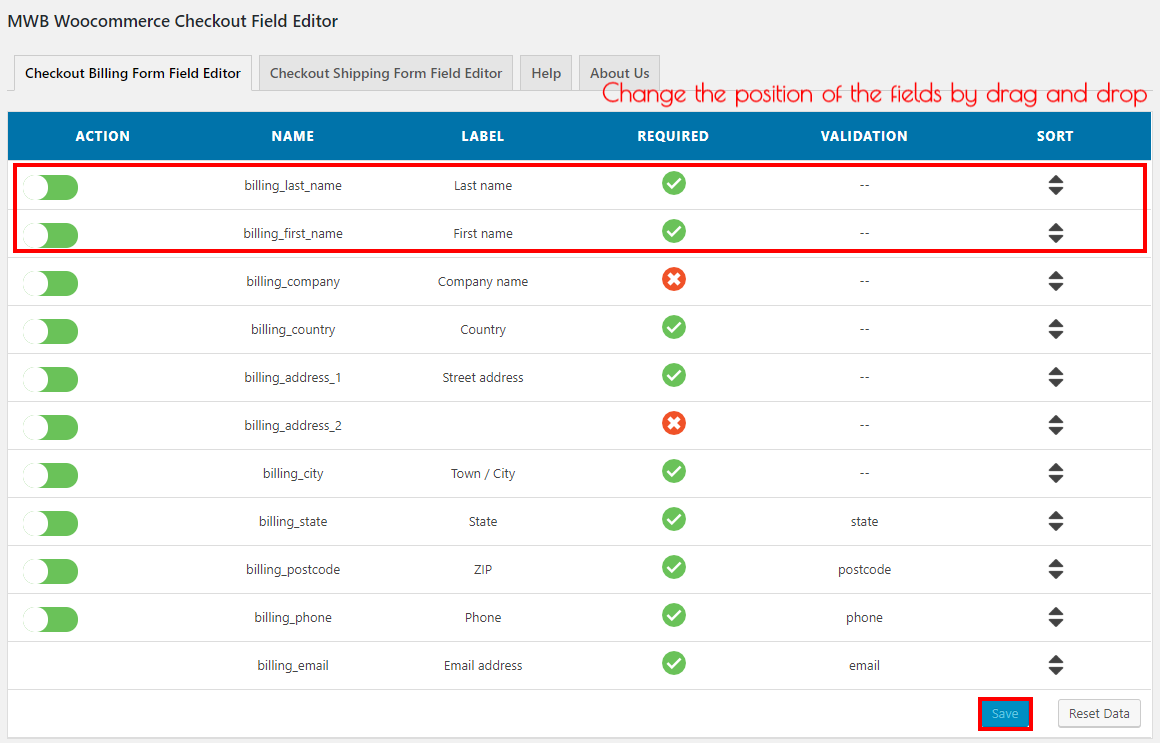 MWB Woocommerce Checkout Field Editor
Checkout Billing Form Field Editor Checkout Shipping Form Field Editor Help About Us
Change the position of the fields by drag and drop
ACTION NAME LABEL REQUIRED VALIDATION SORT
billing_last_name Last name --
billing_first_name First name --
billing_company Company name --
billing_country Country --
billing_address_1 Street address --
billing_address_2 --
billing_city Town / City --
billing_state State state
billing_postcode ZIP postcode
billing_phone Phone phone
billing_email Email address email
Save Reset Data